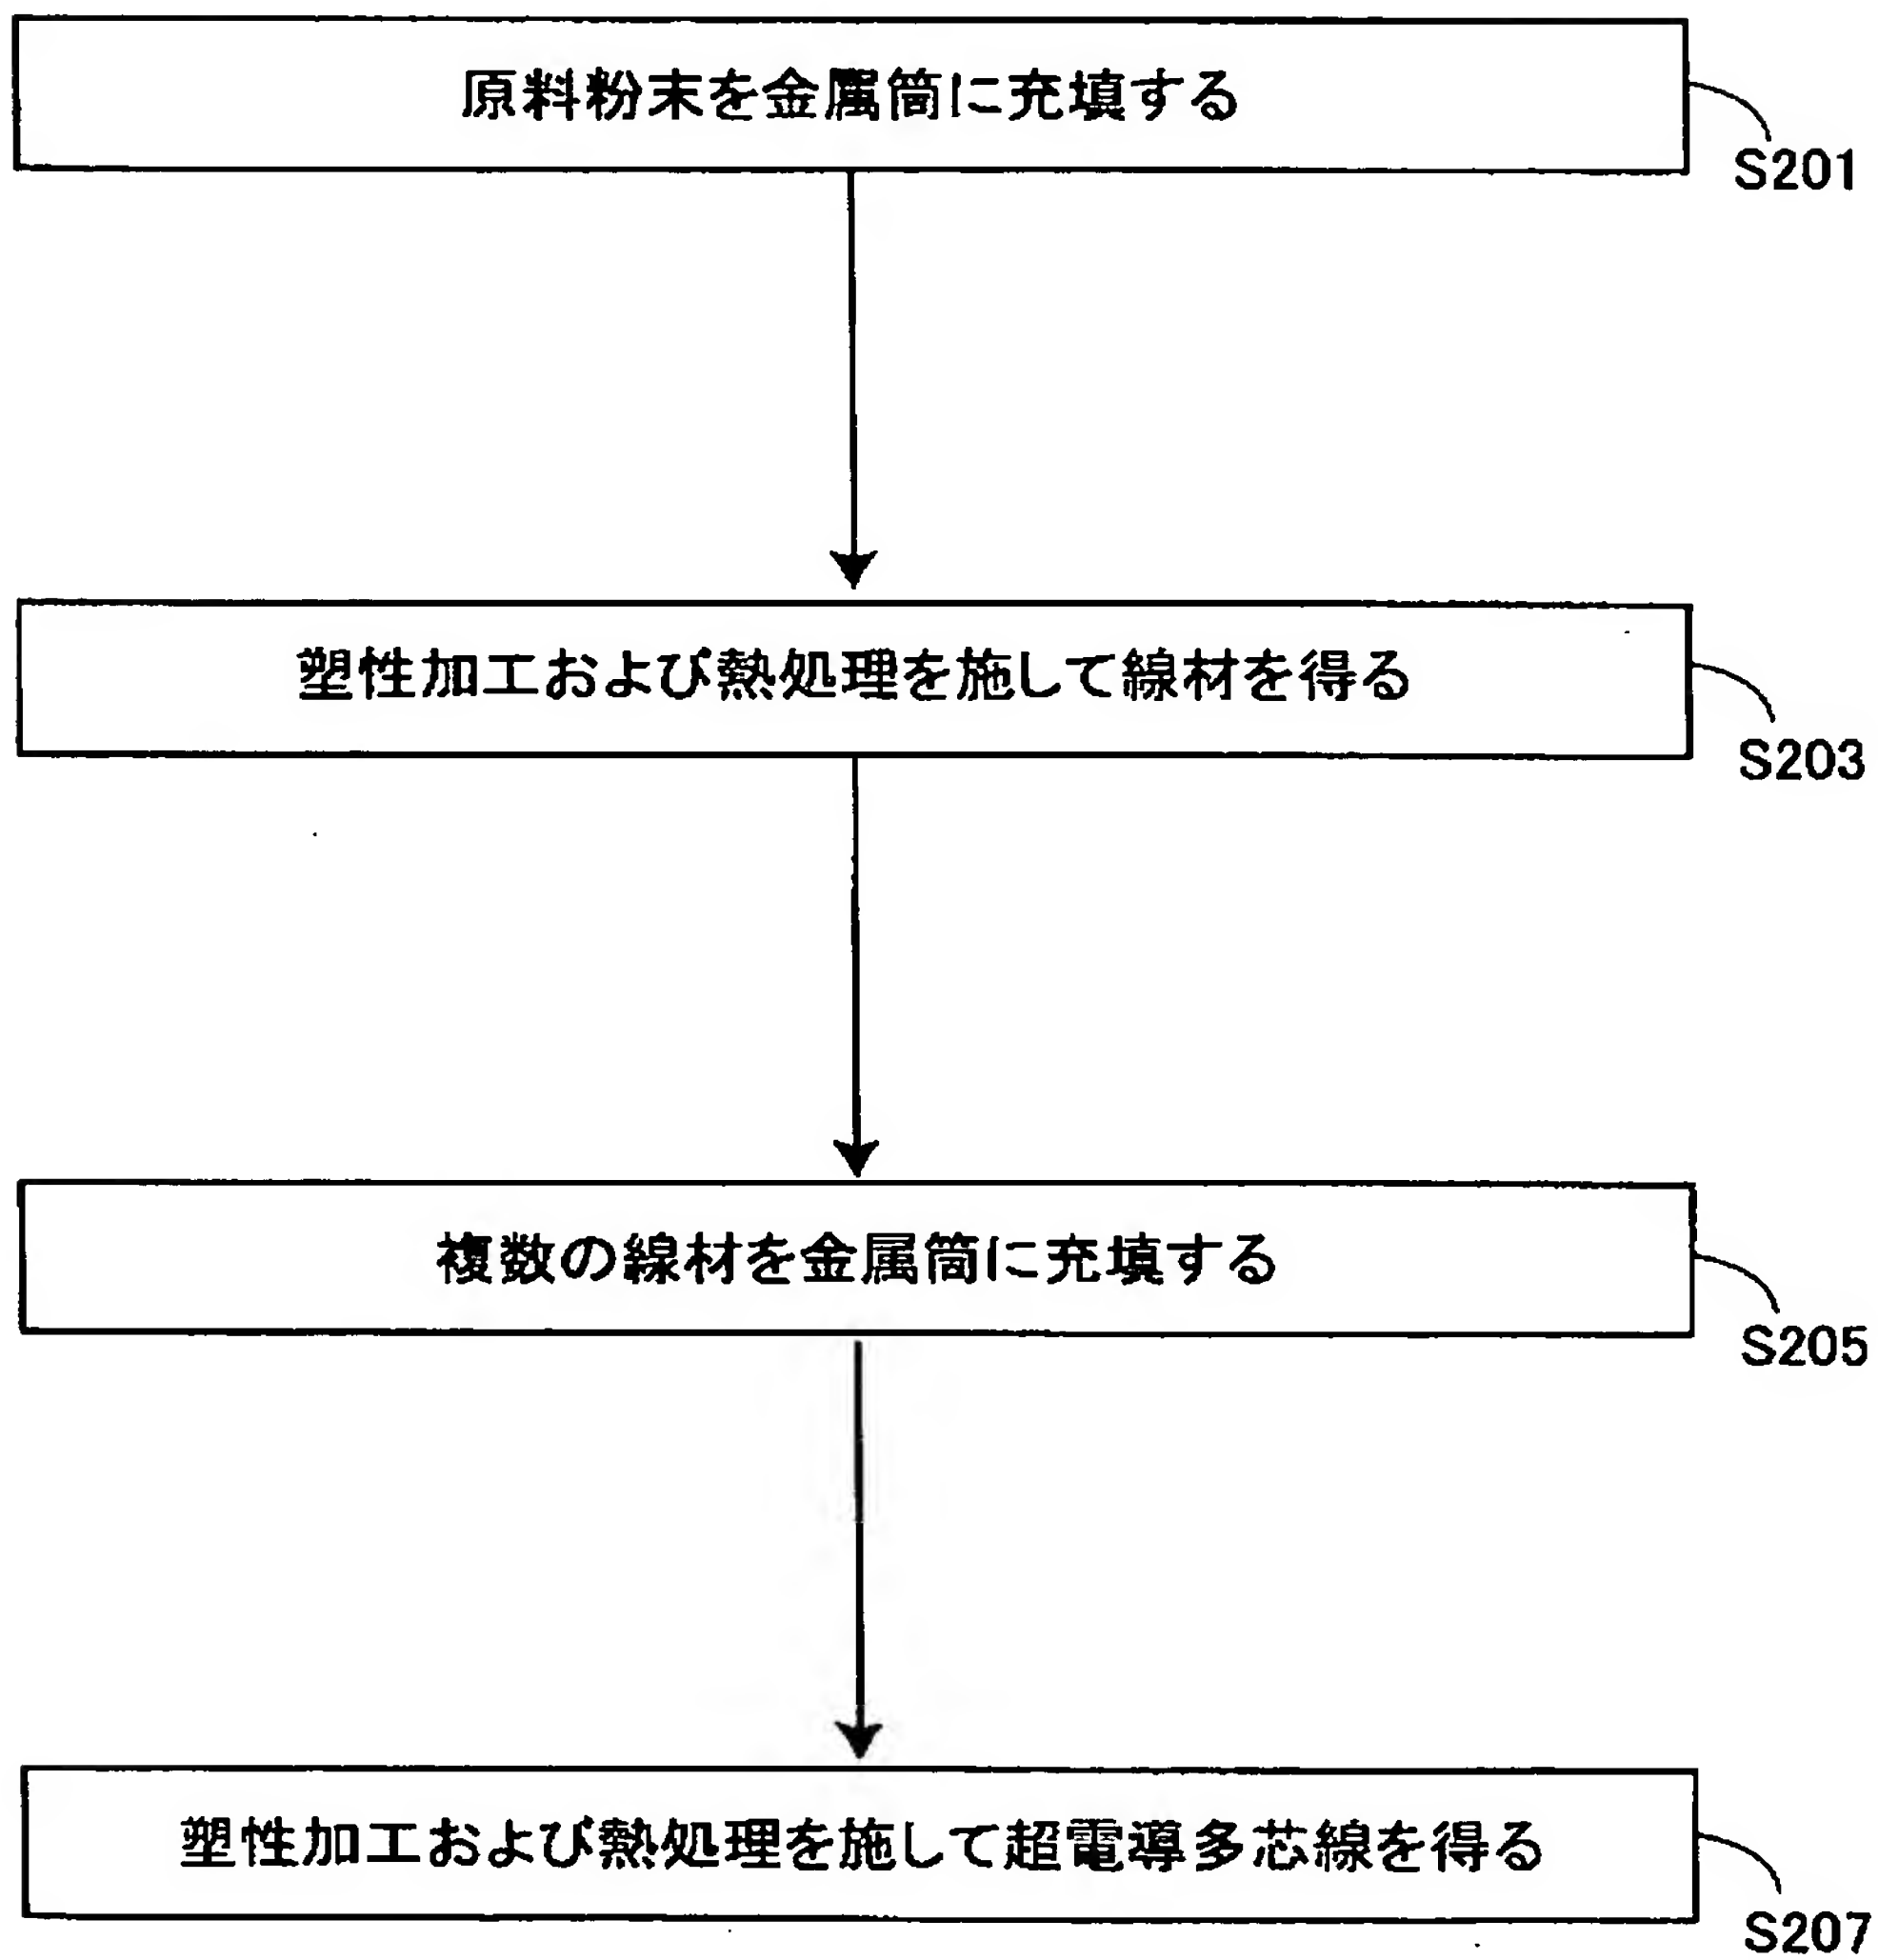 原料粉末を金属筒に充填する
S201
塑性加工および熱処理を施して線材を得る
S203
複数の線材を金属筒に充填する
S205
塑性加工および熱処理を施して超電導多芯線を得る
S207